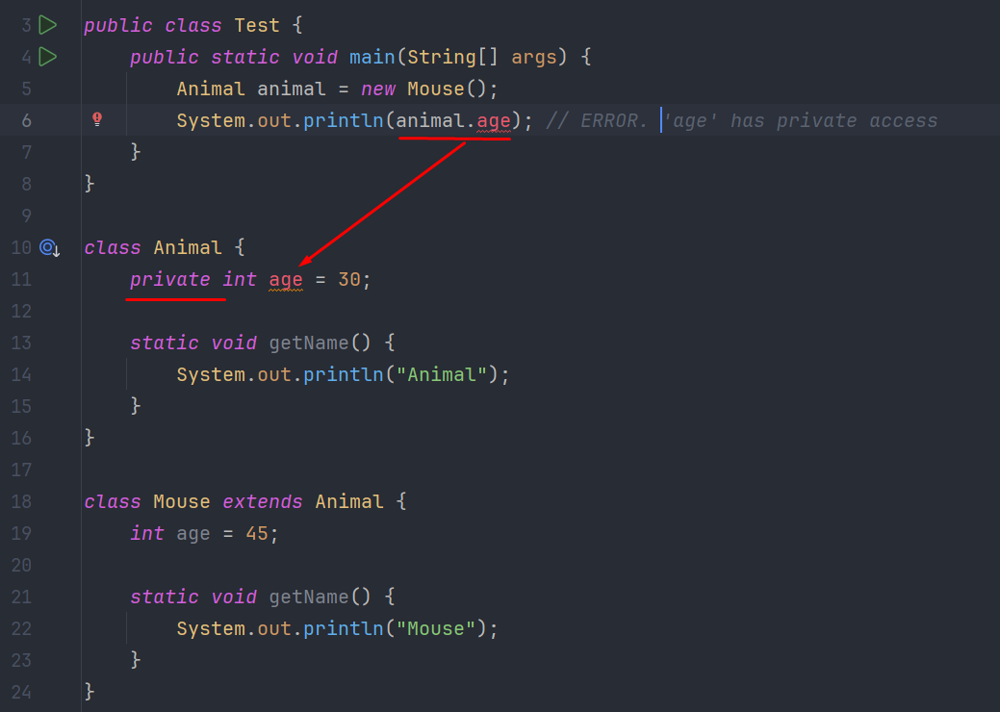 3 public class Test {
4     public static void main(String[] args) {
5         Animal animal = new Mouse();
6         System.out.println(animal.age); // ERROR. 'age' has private access
7     }
8 }
9
10 class Animal {
11     private int age = 30;
12
13     static void getName() {
14         System.out.println("Animal");
15     }
16 }
17
18 class Mouse extends Animal {
19     int age = 45;
20
21     static void getName() {
22         System.out.println("Mouse");
23     }
24 }